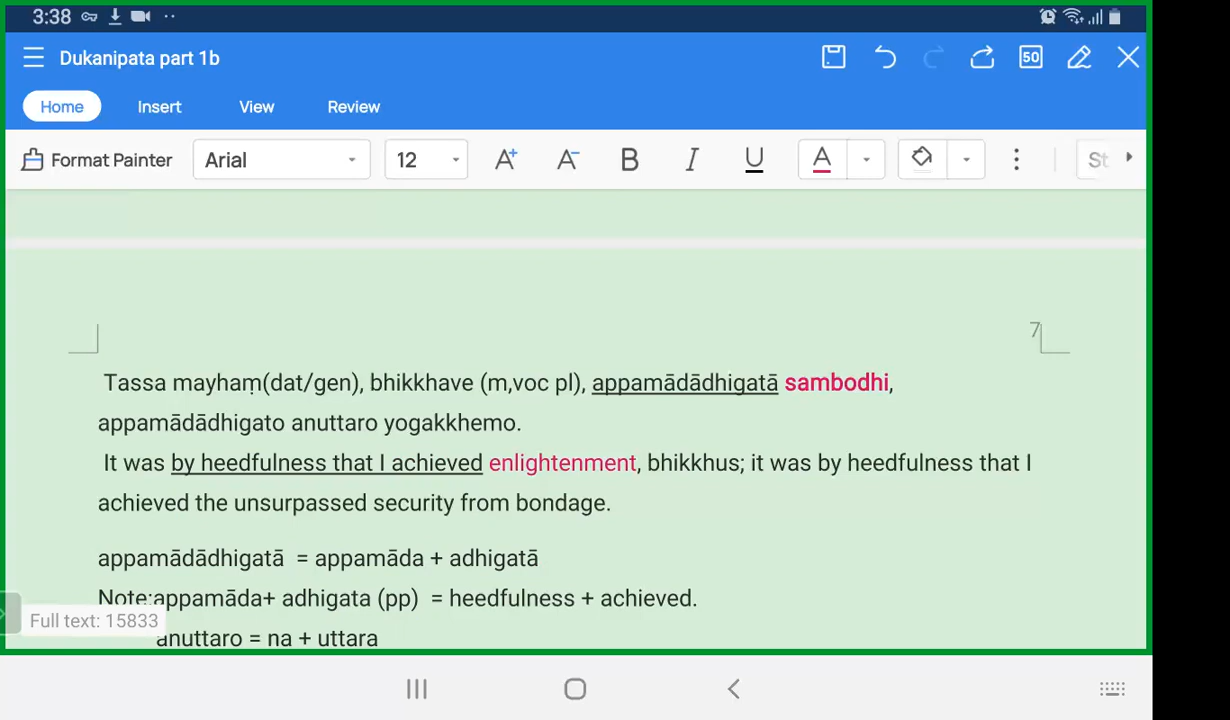 3:38
Dukanipata part 1b
50
Home Insert View Review
Format Painter Arial 12 A+ A- B I U A St
7
Tassa mayhaṃ(dat/gen), bhikkhave (m,voc pl), appamādādhigatā sambodhi,
appamādādhigato anuttaro yogakkhemo.
It was by heedfulness that I achieved enlightenment, bhikkhus; it was by heedfulness that I
achieved the unsurpassed security from bondage.
appamādādhigatā = appamāda + adhigatā
Note:appamāda+ adhigata (pp) = heedfulness + achieved.
Full text: 15833
anuttaro = na + uttara